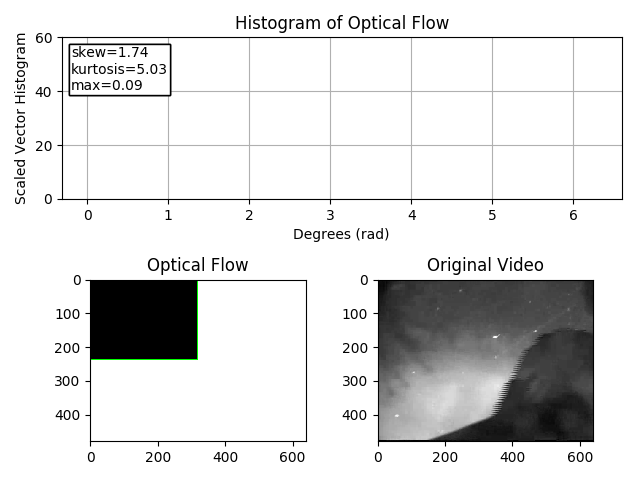 Histogram of Optical Flow
Scaled Vector Histogram
60
40
20
0
skew=1.74
kurtosis=5.03
max=0.09
0 1 2 3 4 5 6
Degrees (rad)
Optical Flow
0
100
200
300
400
0 200 400 600
Original Video
0
100
200
300
400
0 200 400 600